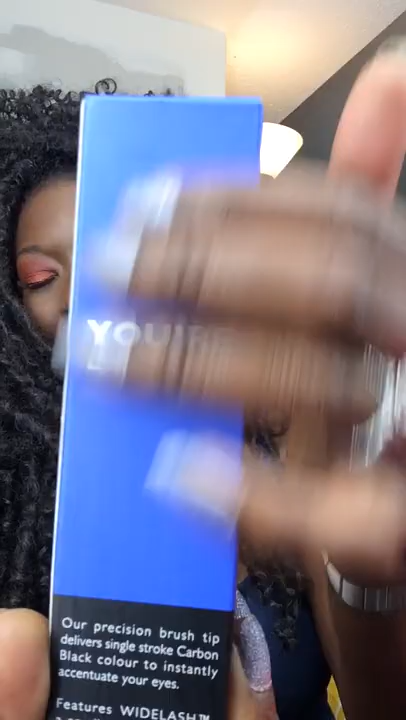 Our precision brush tip
delivers single stroke Carbon
Black colour to instantly
accentuate your eyes.
Features WIDELASH™